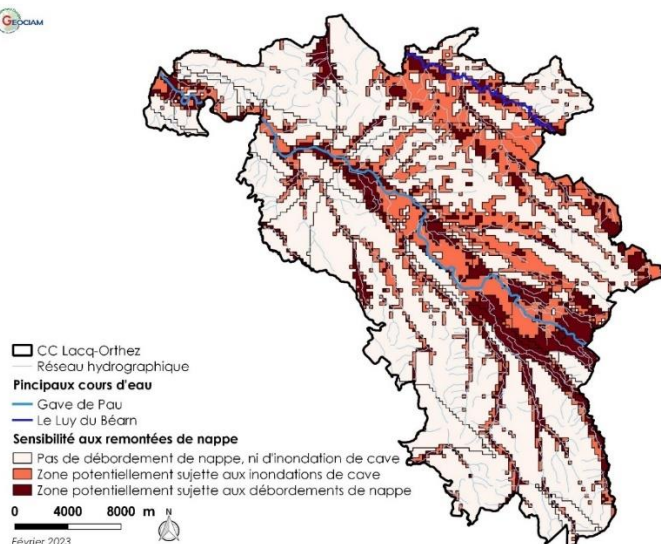 GEOCIAM
CC Lacq-Orthez
Réseau hydrographique
Pincipaux cours d'eau
Gave de Pau
Le Luy du Béarn
Sensibilité aux remontées de nappe
Pas de débordement de nappe, ni d'inondation de cave
Zone potentiellement sujette aux inondations de cave
Zone potentiellement sujette aux débordements de nappe
0 4000 8000 m N
Février 2023